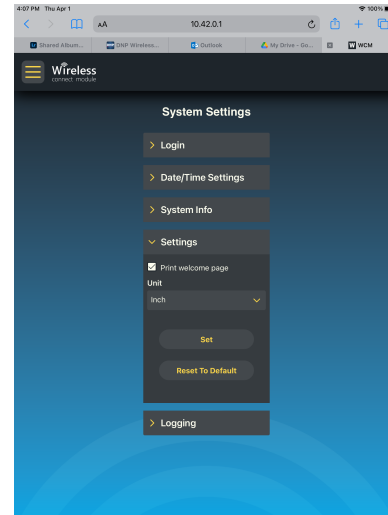 4:07 PM Thu Apr 1
100%
AA
10.42.0.1
Shared Album...
DNP Wireless...
Outlook
My Drive - Go...
WCM
Wireless
connect module
System Settings
Login
Date/Time Settings
System Info
Settings
Print welcome page
Unit
Inch
Set
Reset To Default
Logging